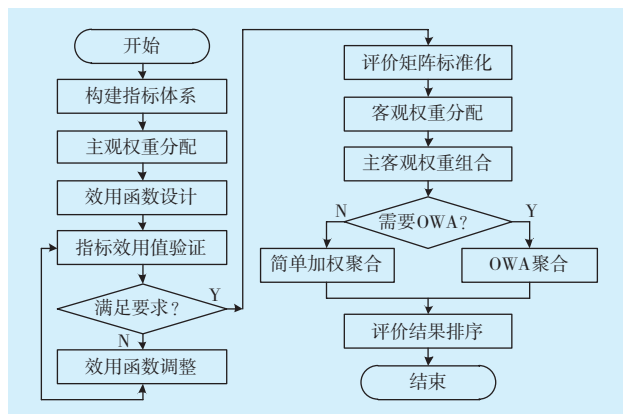 开始
构建指标体系
主观权重分配
效用函数设计
指标效用值验证
满足要求?
Y
N
效用函数调整
评价矩阵标准化
客观权重分配
主客观权重组合
N
需要OWA?
Y
简单加权聚合
OWA聚合
评价结果排序
结束